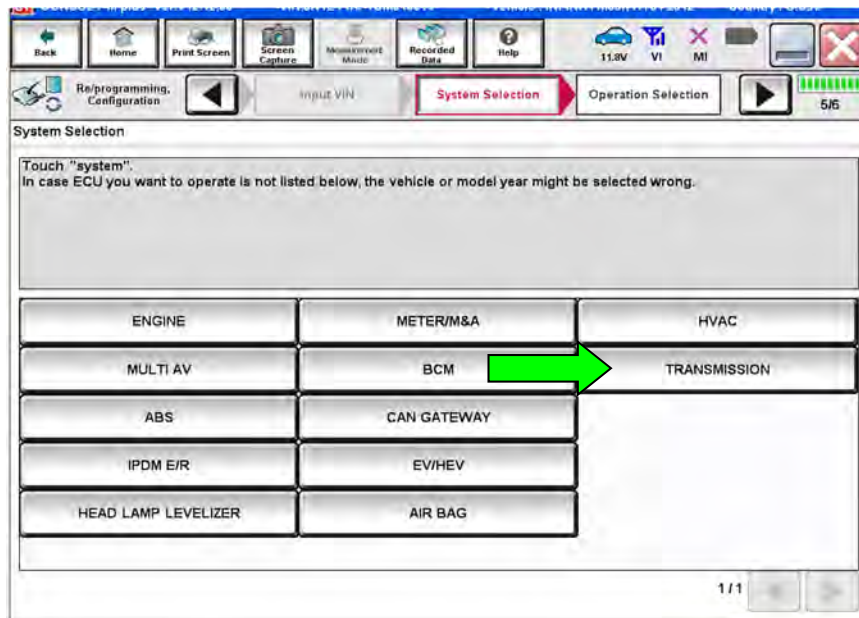 Back
Home
Print Screen
Screen Capture
Measurement Mode
Recorded Data
Help
11.8V
VI
MI
Re/programming, Configuration
Input VIN
System Selection
Operation Selection
5/6
System Selection
Touch "system".
In case ECU you want to operate is not listed below, the vehicle or model year might be selected wrong.
ENGINE
METER/M&A
HVAC
MULTI AV
BCM
TRANSMISSION
ABS
CAN GATEWAY
IPDM E/R
EV/HEV
HEAD LAMP LEVELIZER
AIR BAG
1/1